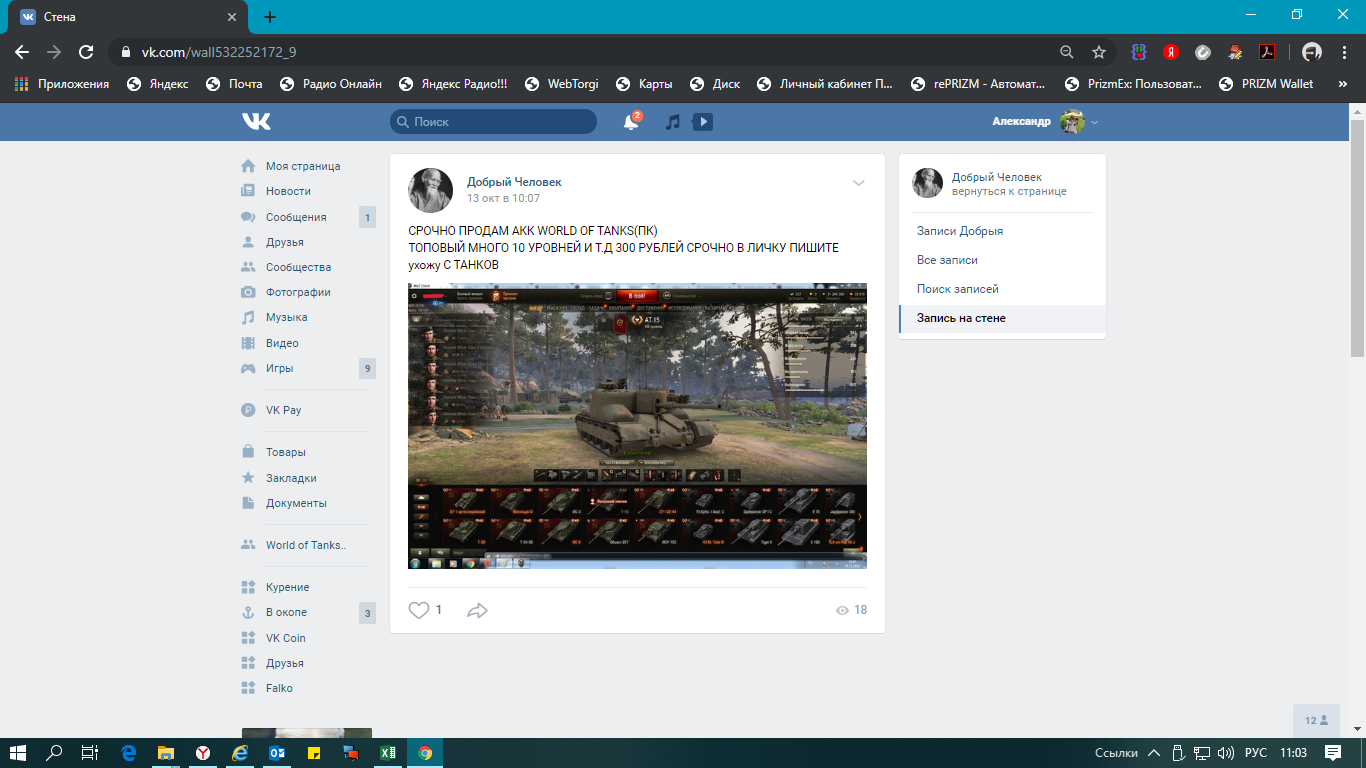 Стена
vk.com/wall532252172_9
Приложения
Яндекс
Почта
Радио Онлайн
Яндекс Радио!!!
WebTorgi
Карты
Диск
Личный кабинет П...
rePRIZM - Автомат...
PrizmEx: Пользоват...
PRIZM Wallet
Поиск
2
Александр
Моя страница
Новости
Сообщения 1
Друзья
Сообщества
Фотографии
Музыка
Видео
Игры 9
VK Pay
Товары
Закладки
Документы
World of Tanks..
Курение
В окопе 3
VK Coin
Друзья
Falko
Добрый Человек
13 окт в 10:07
СРОЧНО ПРОДАМ АКК WORLD OF TANKS(ПК)
ТОПОВЫЙ МНОГО 10 УРОВНЕЙ И Т.Д 300 РУБЛЕЙ СРОЧНО В ЛИЧКУ ПИШИТЕ
ухожу С ТАНКОВ
В бой!
AT 15
1
18
Добрый Человек
вернуться к странице
Записи Добрыя
Все записи
Поиск записей
Запись на стене
12
Ссылки
РУС
11:03